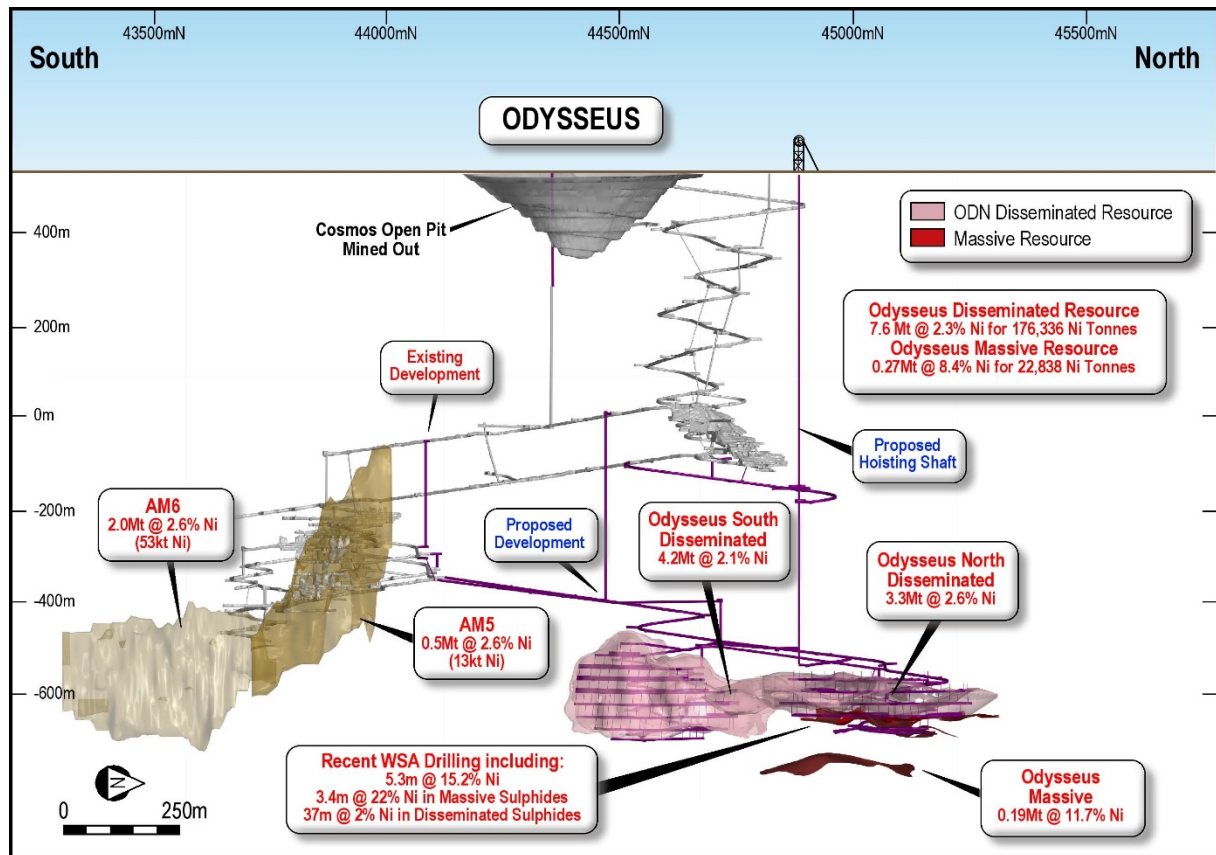 43500mN
44000mN
44500mN
45000mN
45500mN
South
North
ODYSSEUS
Cosmos Open Pit
Mined Out
ODN Disseminated Resource
Massive Resource
400m
200m
0m
-200m
-400m
-600m
Odysseus Disseminated Resource
7.6 Mt @ 2.3% Ni for 176,336 Ni Tonnes
Odysseus Massive Resource
0.27Mt @ 8.4% Ni for 22,838 Ni Tonnes
Existing
Development
Proposed
Hoisting Shaft
AM6
2.0Mt @ 2.6% Ni
(53kt Ni)
Proposed
Development
Odysseus South
Disseminated
4.2Mt @ 2.1% Ni
Odysseus North
Disseminated
3.3Mt @ 2.6% Ni
AM5
0.5Mt @ 2.6% Ni
(13kt Ni)
Recent WSA Drilling including:
5.3m @ 15.2% Ni
3.4m @ 22% Ni in Massive Sulphides
37m @ 2% Ni in Disseminated Sulphides
Odysseus
Massive
0.19Mt @ 11.7% Ni
N
0
250m